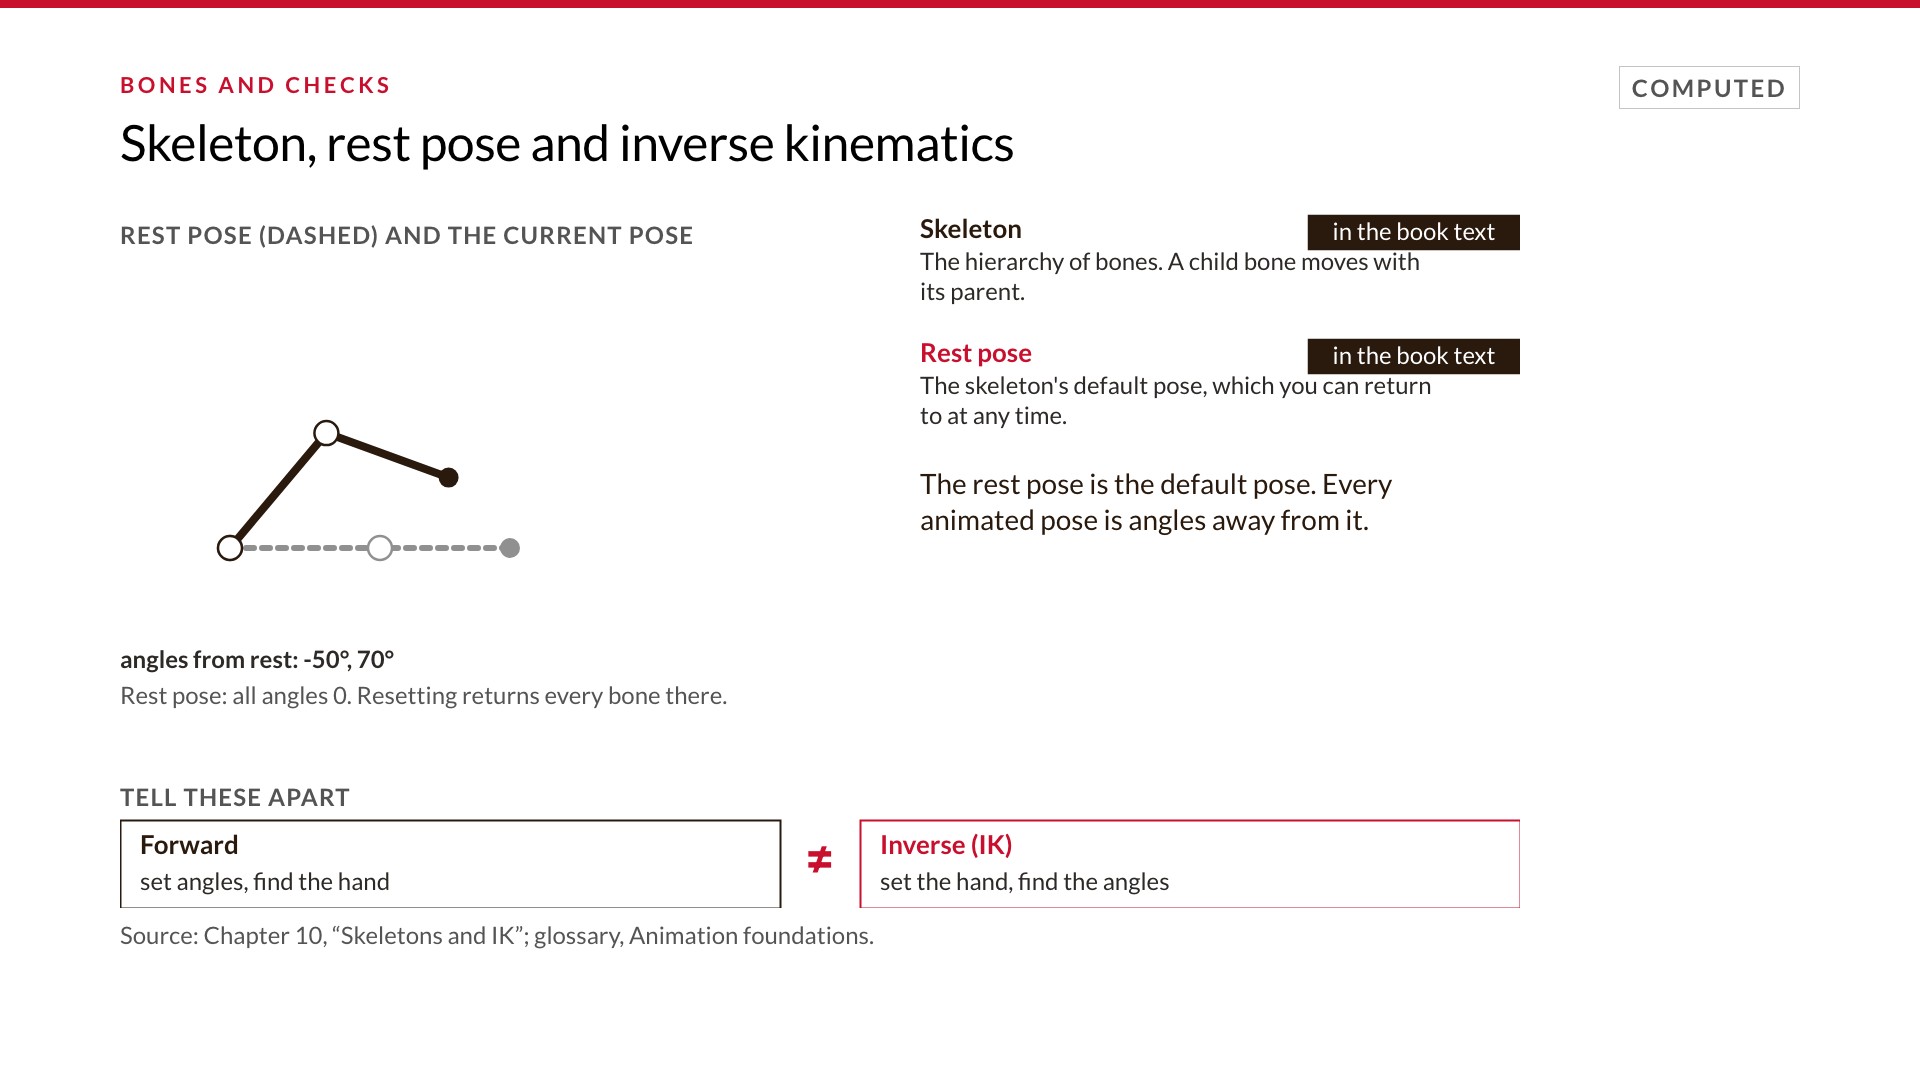 BONES AND CHECKS
COMPUTED
Skeleton, rest pose and inverse kinematics
REST POSE (DASHED) AND THE CURRENT POSE
angles from rest: -50°, 70°
Rest pose: all angles 0. Resetting returns every bone there.
Skeleton
in the book text
The hierarchy of bones. A child bone moves with
its parent.
Rest pose
in the book text
The skeleton's default pose, which you can return
to at any time.
The rest pose is the default pose. Every
animated pose is angles away from it.
TELL THESE APART
Forward
set angles, find the hand
≠
Inverse (IK)
set the hand, find the angles
Source: Chapter 10, “Skeletons and IK”; glossary, Animation foundations.